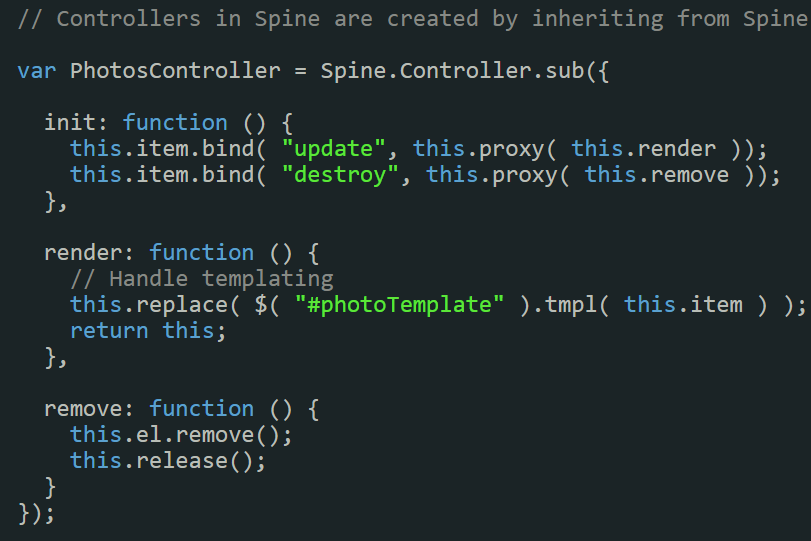 // Controllers in Spine are created by inheriting from Spine
var PhotosController = Spine.Controller.sub({
init: function () {
this.item.bind( "update", this.proxy( this.render ));
this.item.bind( "destroy", this.proxy( this.remove ));
},
render: function () {
// Handle templating
this.replace( $( "#photoTemplate" ).tmpl( this.item ) );
return this;
},
remove: function () {
this.el.remove();
this.release();
}
});